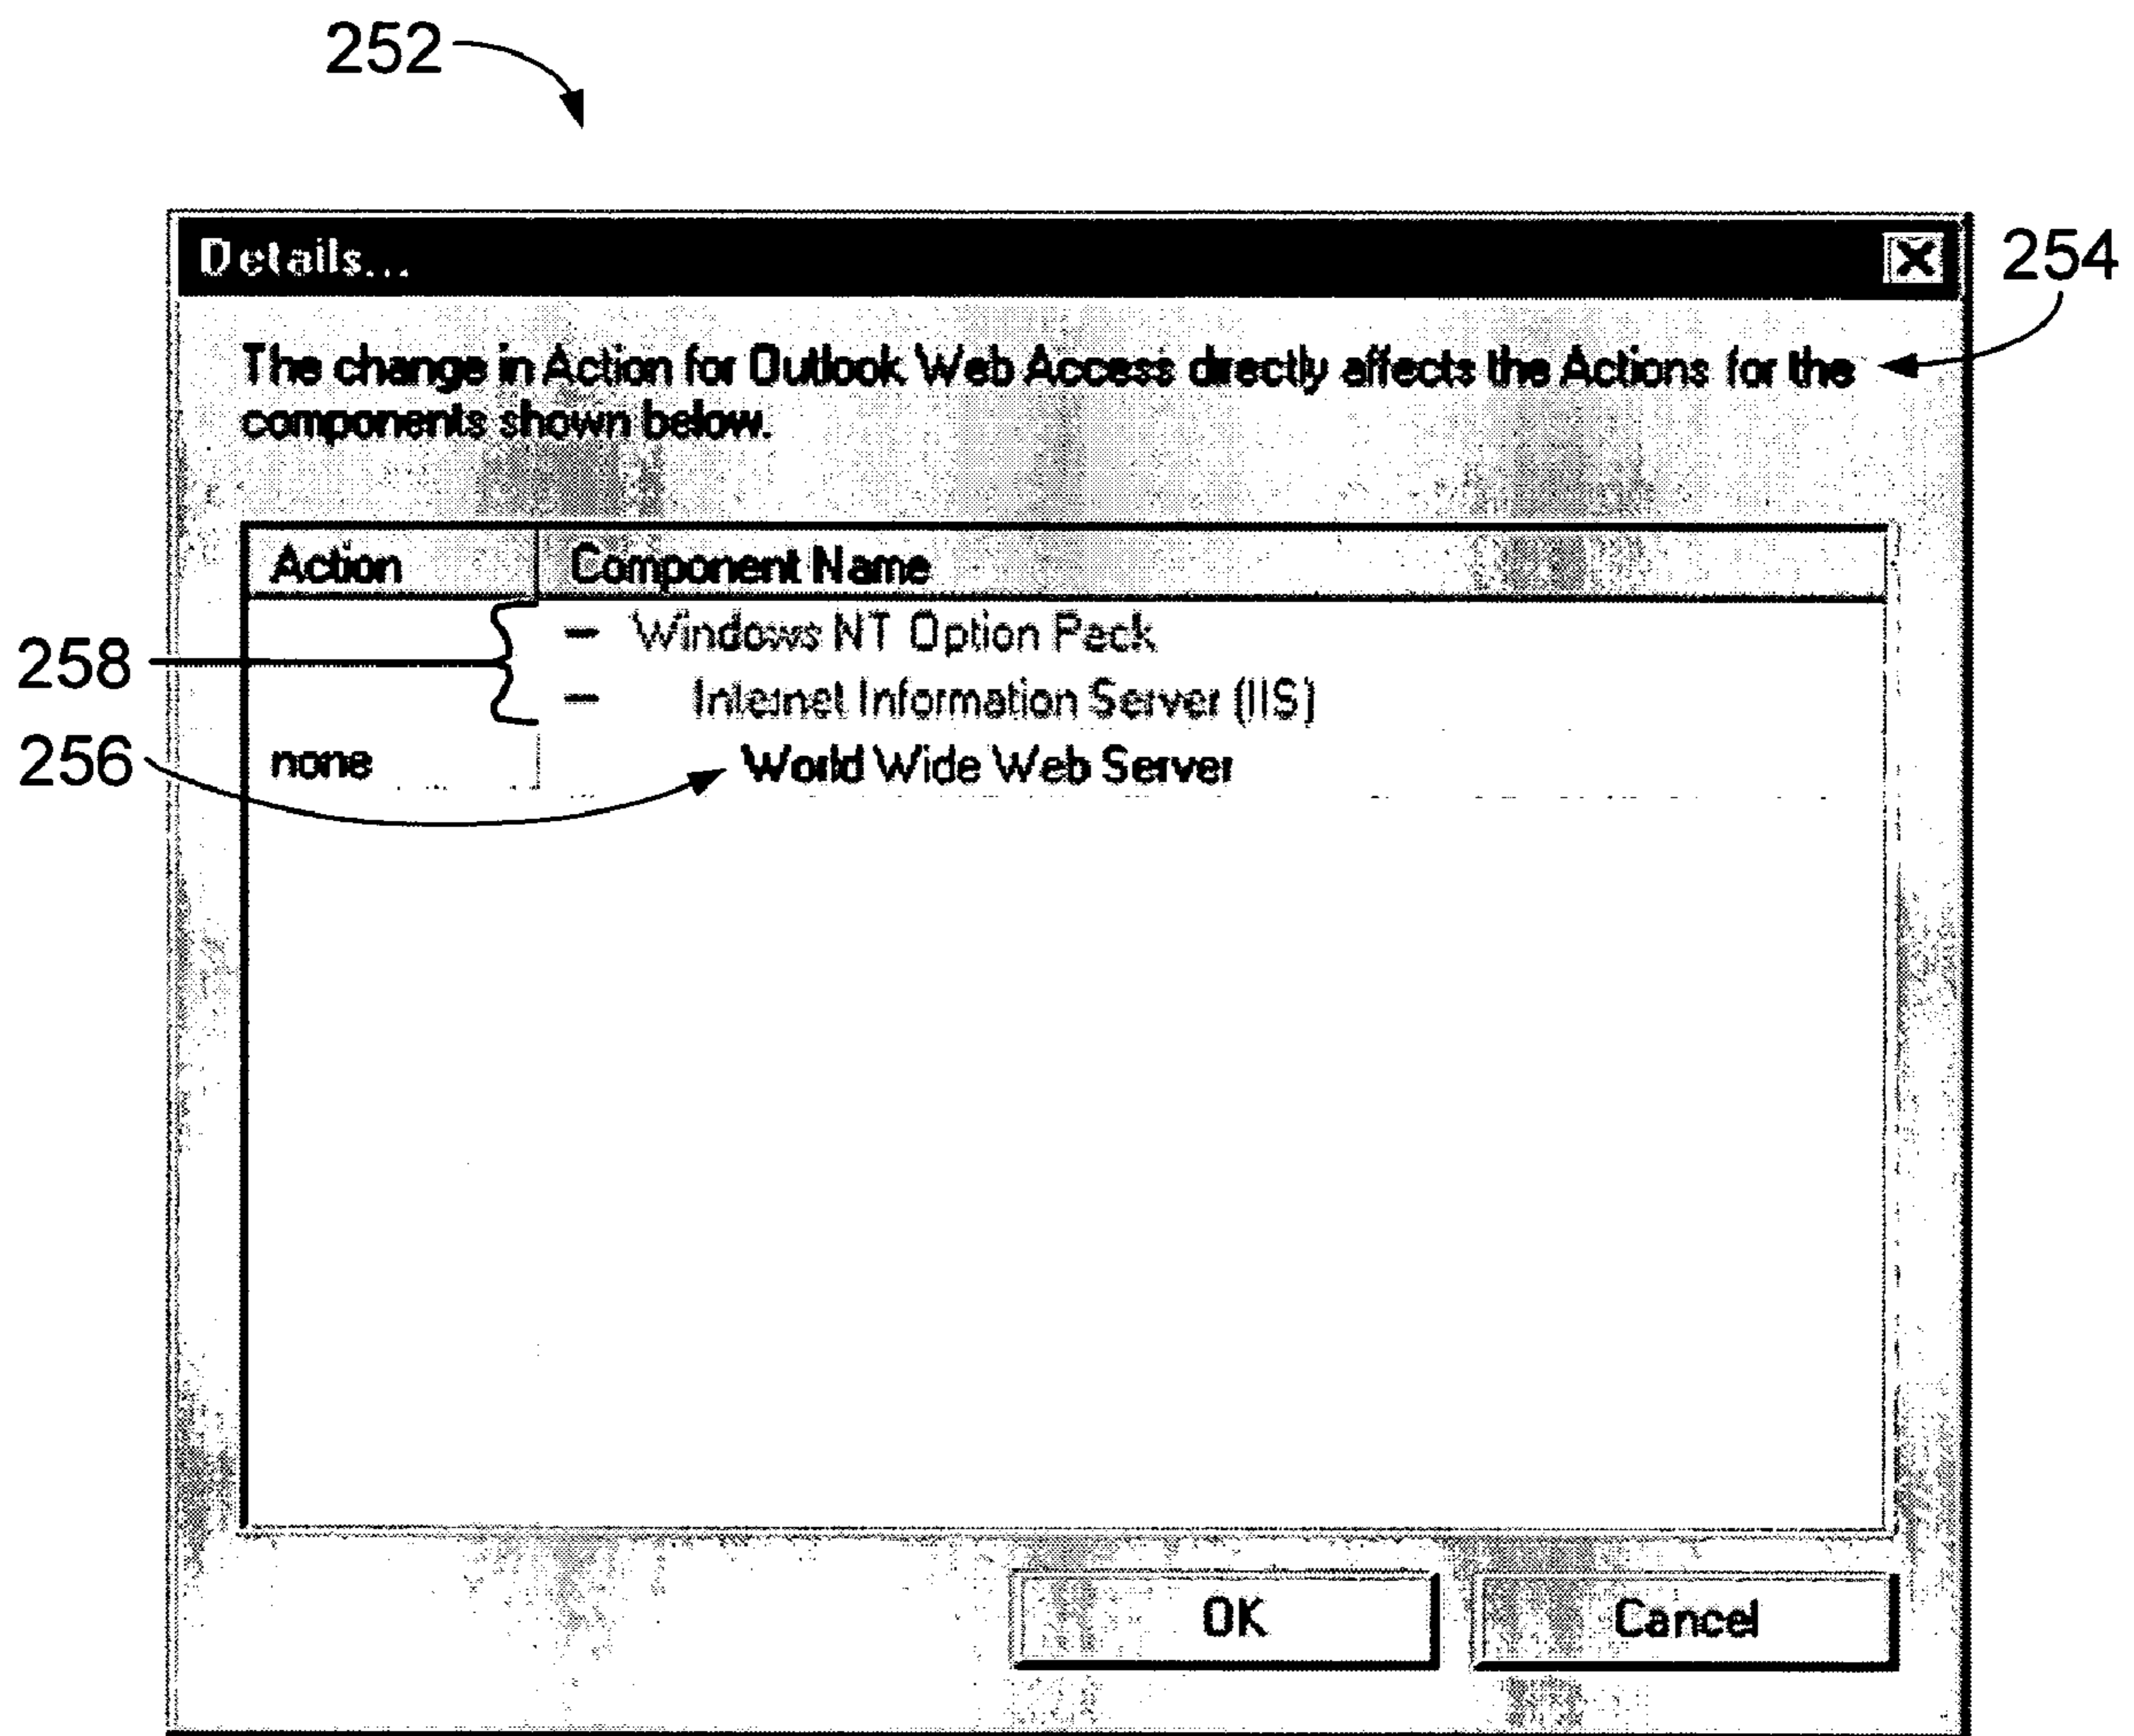 252
Details...
254
The change in Action for Outlook Web Access directly affects the Actions for the
components shown below.
Action Component Name
258
– Windows NT Option Pack
– Internet Information Server (IIS)
256
none World Wide Web Server
OK Cancel